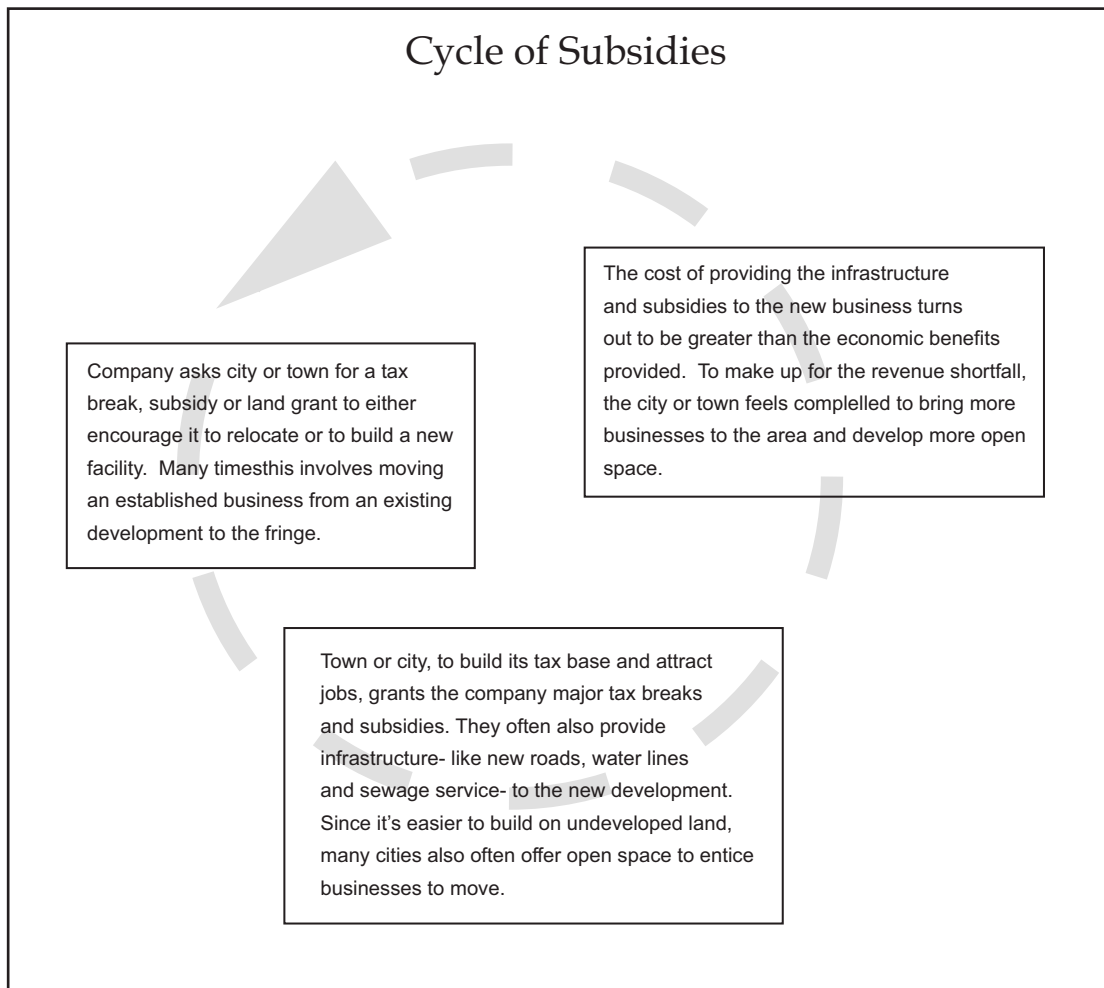 Cycle of Subsidies
Company asks city or town for a tax
break, subsidy or land grant to either
encourage it to relocate or to build a new
facility.  Many timesthis involves moving
an established business from an existing
development to the fringe.
Town or city, to build its tax base and attract
jobs, grants the company major tax breaks
and subsidies. They often also provide
infrastructure- like new roads, water lines
and sewage service- to the new development.
Since it's easier to build on undeveloped land,
many cities also often offer open space to entice
businesses to move.
The cost of providing the infrastructure
and subsidies to the new business turns
out to be greater than the economic benefits
provided.  To make up for the revenue shortfall,
the city or town feels complelled to bring more
businesses to the area and develop more open
space.